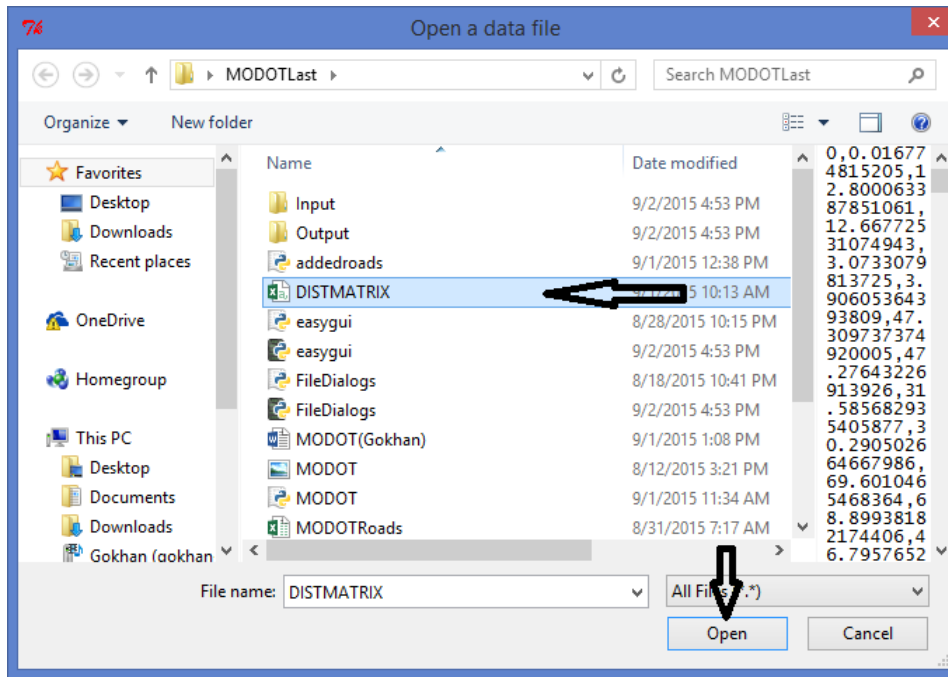 Open a data file
MODOTLast
Search MODOTLast
Organize
New folder
Favorites
Desktop
Downloads
Recent places
OneDrive
Homegroup
This PC
Desktop
Documents
Downloads
Gokhan (gokhan
Name Date modified
Input 9/2/2015 4:53 PM
Output 9/2/2015 4:53 PM
addedroads 9/1/2015 12:38 PM
DISTMATRIX 10:13 AM
easygui 8/28/2015 10:15 PM
easygui 9/2/2015 4:53 PM
FileDialogs 8/18/2015 10:41 PM
FileDialogs 9/2/2015 4:53 PM
MODOT(Gokhan) 9/1/2015 1:08 PM
MODOT 8/12/2015 3:21 PM
MODOT 9/1/2015 11:34 AM
MODOTRoads 8/31/2015 7:17 AM
0,0.01677
4815205,1
2.8000633
87851061,
12.667725
31074943,
3.0733079
813725,3.
906053643
93809,47.
309737374
920005,47
.27643226
913926,31
.58568293
5405877,3
0.2905026
64667986,
69.601046
5468364,6
8.8993818
2174406,4
6.7957652
File name: DISTMATRIX
All Files (*.*)
Open Cancel